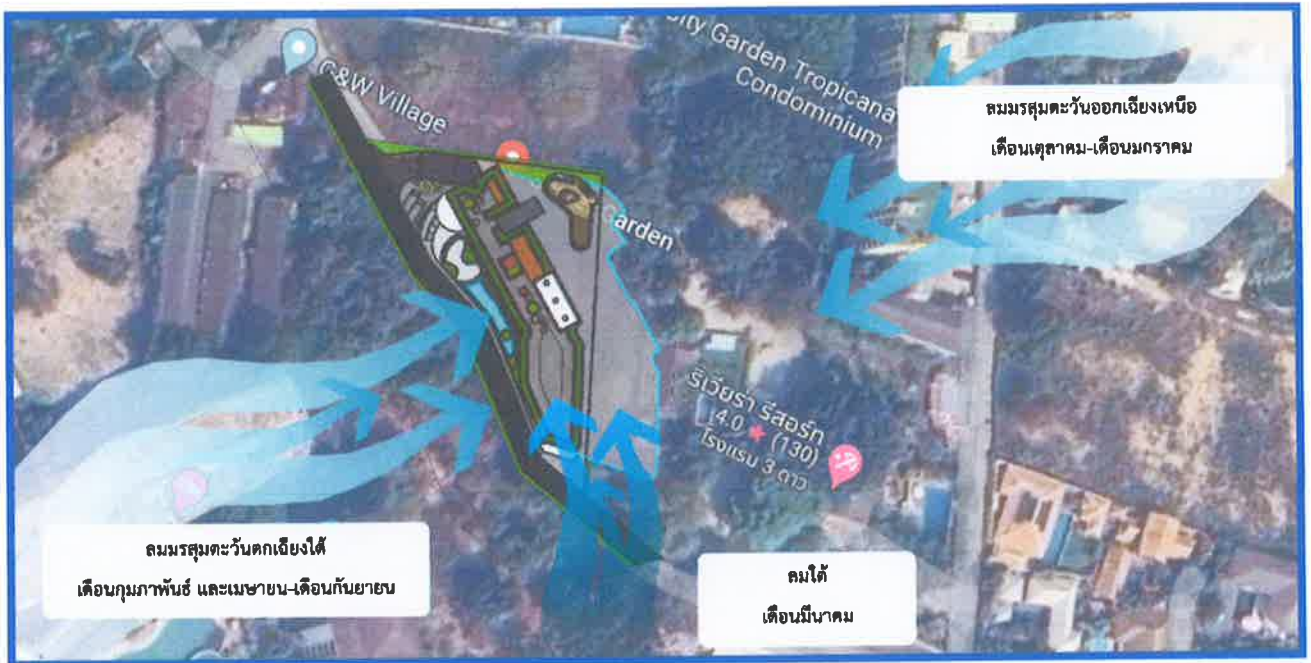 City Garden Tropicana
Condominium
C&W Village
ลมมรสุมตะวันออกเฉียงเหนือ
เดือนตุลาคม-เดือนมกราคม
Garden
ริเวียรา รีสอร์ท
4.0 ★ (130)
โรงแรม 3 ดาว
ลมมรสุมตะวันตกเฉียงใต้
เดือนกุมภาพันธ์ และเมษายน-เดือนกันยายน
ลมใต้
เดือนมีนาคม